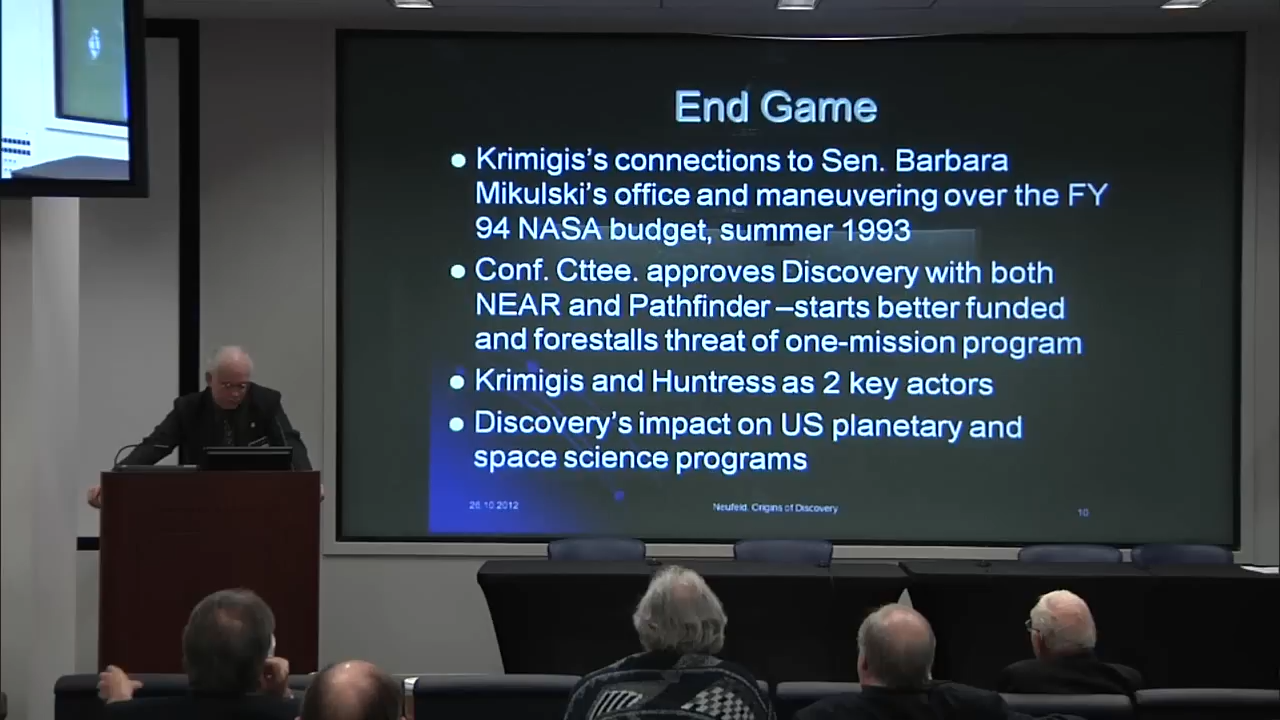 End Game
● Krimigis's connections to Sen. Barbara
Mikulski's office and maneuvering over the FY
94 NASA budget, summer 1993
● Conf. Cttee. approves Discovery with both
NEAR and Pathfinder –starts better funded
and forestalls threat of one-mission program
● Krimigis and Huntress as 2 key actors
● Discovery's impact on US planetary and
space science programs
26.10.2012 Neufeld, Origins of Discovery 10